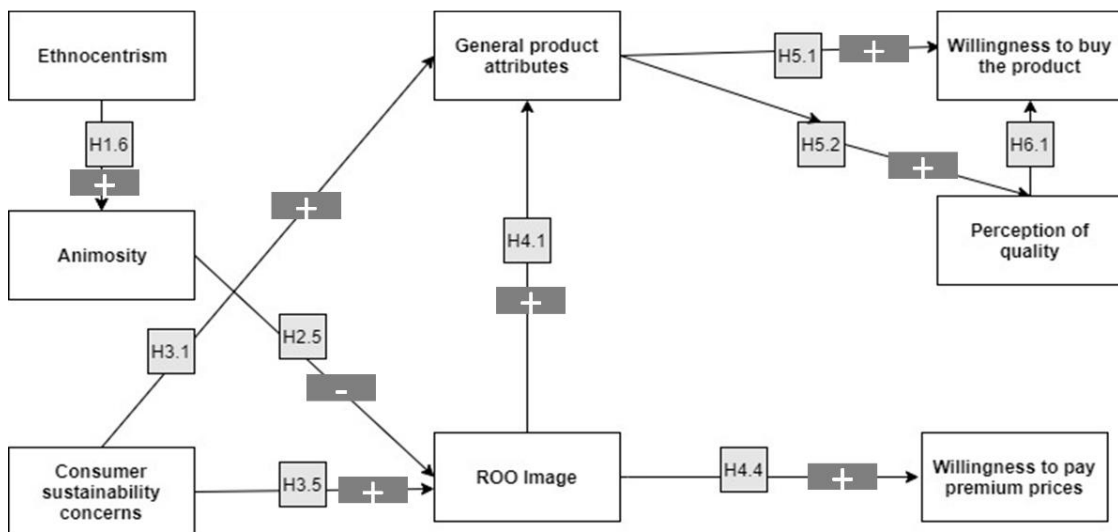 Ethnocentrism
General product
attributes
H5.1
+
Willingness to buy
the product
H1.6
+
H5.2
+
H6.1
+
Animosity
H4.1
+
Perception of
quality
H3.1
H2.5
-
Consumer
sustainability
concerns
H3.5
+
ROO Image
H4.4
+
Willingness to pay
premium prices